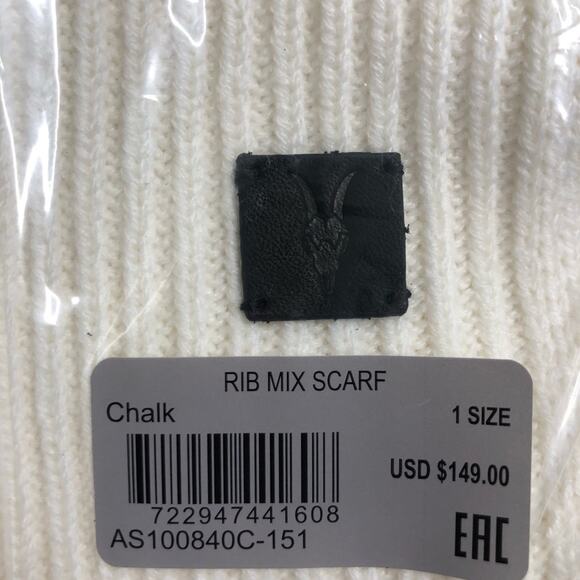 RIB MIX SCARF
Chalk
1 SIZE
USD $149.00
722947441608
AS100840C-151
EAC